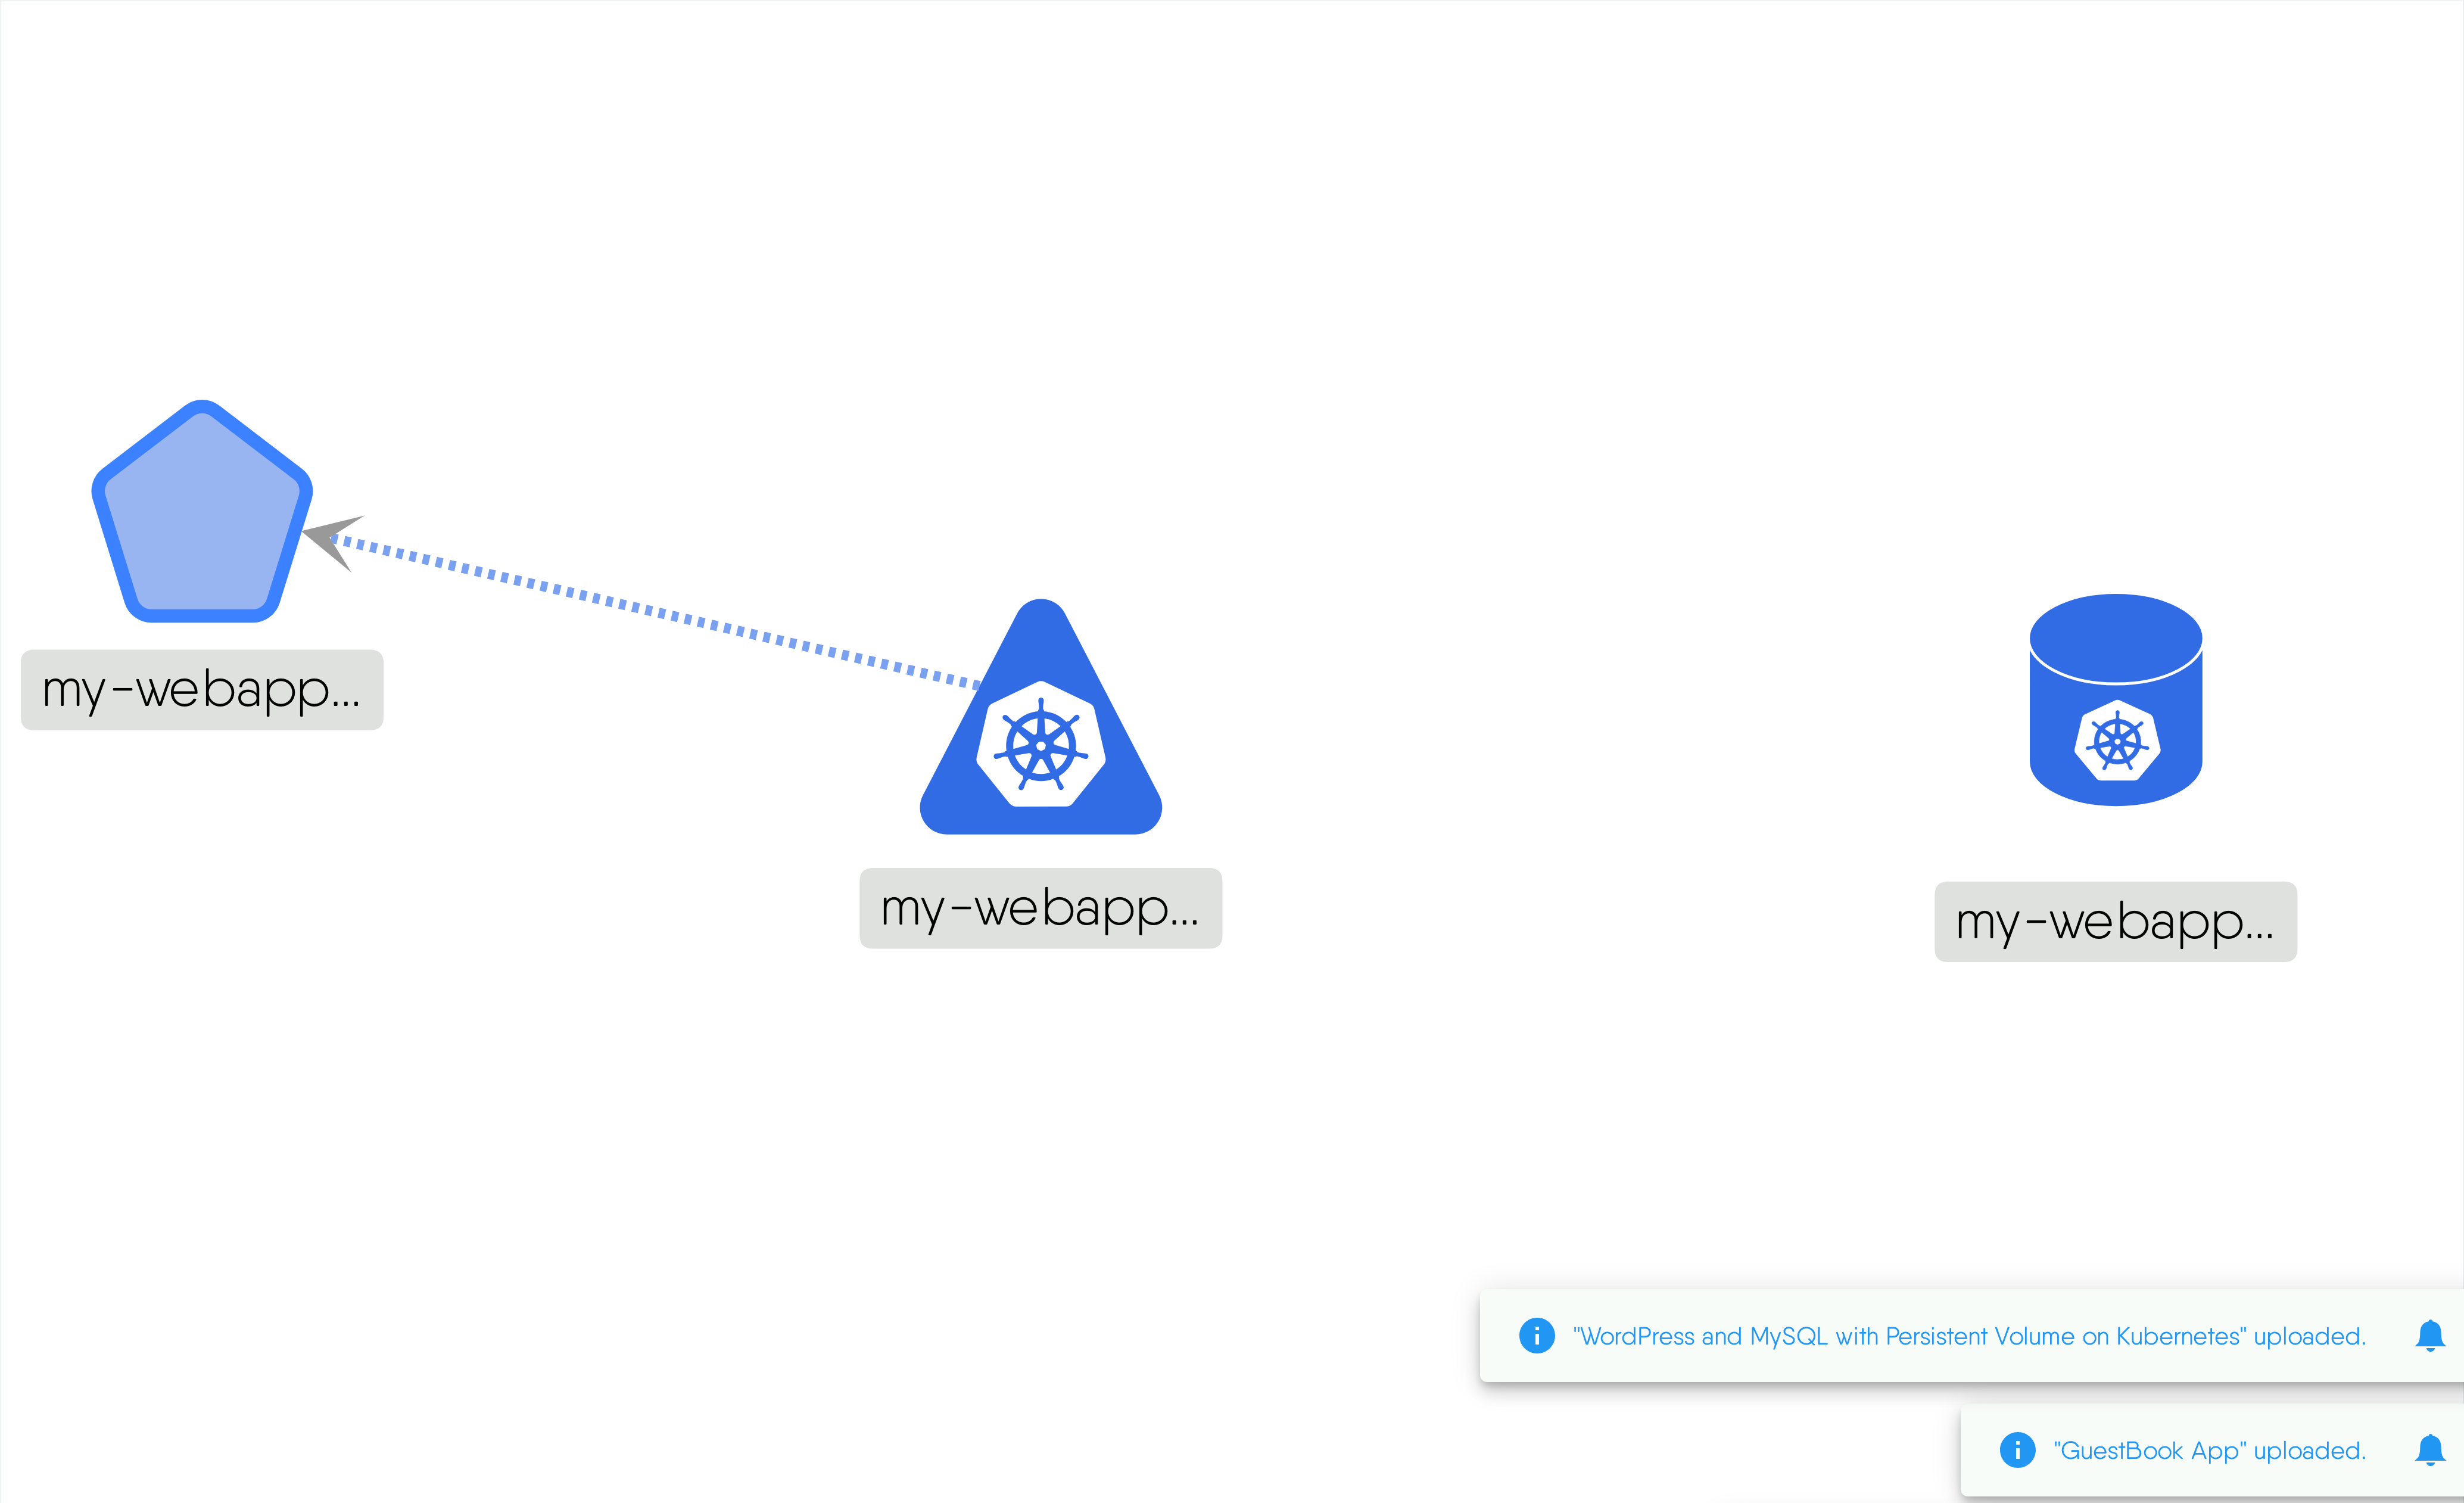 my-webapp...
my-webapp...
my-webapp...
"WordPress and MySQL with Persistent Volume on Kubernetes" uploaded.
"GuestBook App" uploaded.